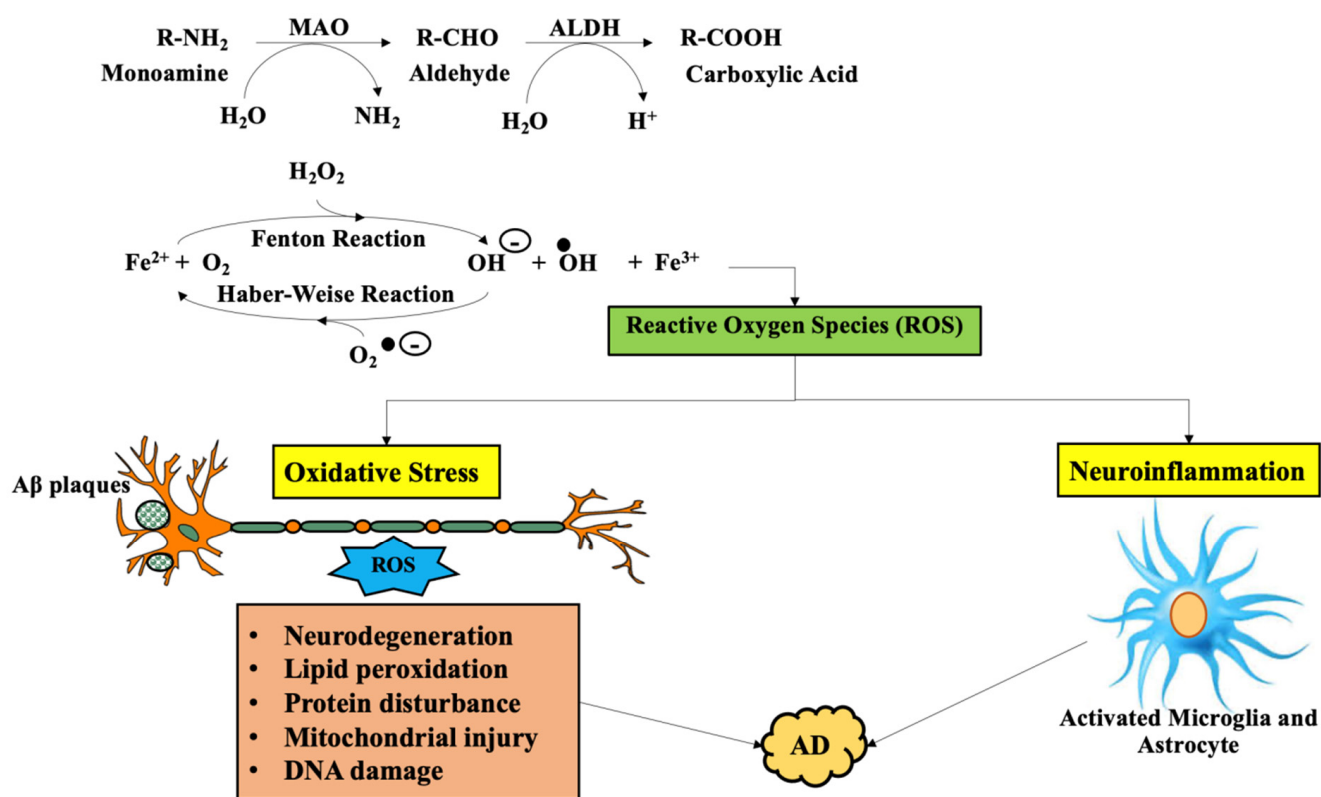 R-NH₂ MAO R-CHO ALDH R-COOH
Monoamine Aldehyde Carboxylic Acid
H₂O NH₂ H₂O H⁺
H₂O₂
Fenton Reaction
Fe²⁺ + O₂ OH⊖ + •OH + Fe³⁺
Haber-Weise Reaction
O₂•⊖
Reactive Oxygen Species (ROS)
Oxidative Stress
Neuroinflammation
Aβ plaques
ROS
• Neurodegeneration
• Lipid peroxidation
• Protein disturbance
• Mitochondrial injury
• DNA damage
AD
Activated Microglia and
Astrocyte